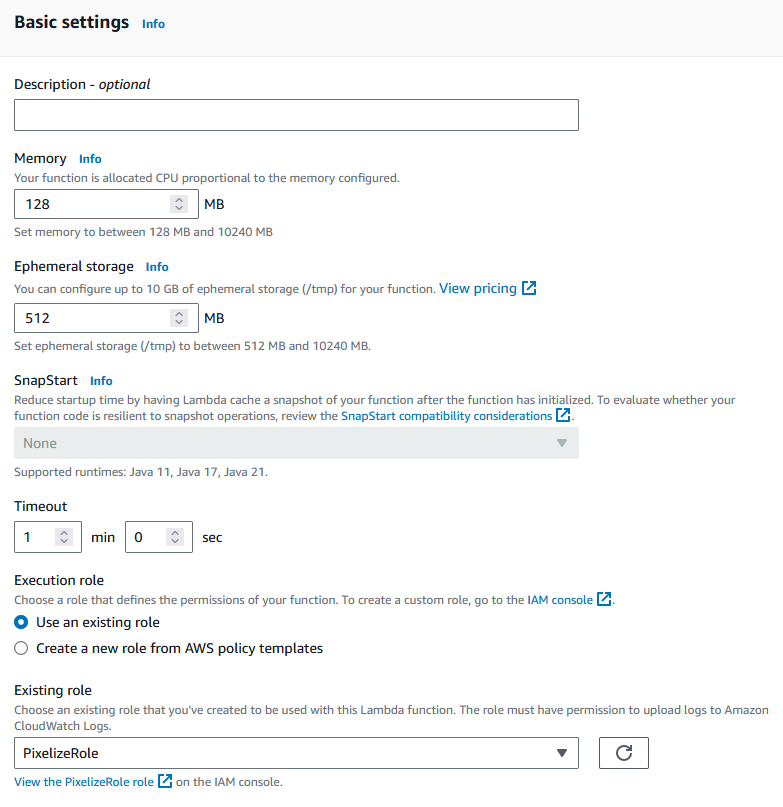 Basic settings Info
Description - optional
Memory Info
Your function is allocated CPU proportional to the memory configured.
128 MB
Set memory to between 128 MB and 10240 MB
Ephemeral storage Info
You can configure up to 10 GB of ephemeral storage (/tmp) for your function. View pricing
512 MB
Set ephemeral storage (/tmp) to between 512 MB and 10240 MB.
SnapStart Info
Reduce startup time by having Lambda cache a snapshot of your function after the function has initialized. To evaluate whether your
function code is resilient to snapshot operations, review the SnapStart compatibility considerations .
None
Supported runtimes: Java 11, Java 17, Java 21.
Timeout
1 min 0 sec
Execution role
Choose a role that defines the permissions of your function. To create a custom role, go to the IAM console .
Use an existing role
Create a new role from AWS policy templates
Existing role
Choose an existing role that you've created to be used with this Lambda function. The role must have permission to upload logs to Amazon
CloudWatch Logs.
PixelizeRole
View the PixelizeRole role on the IAM console.